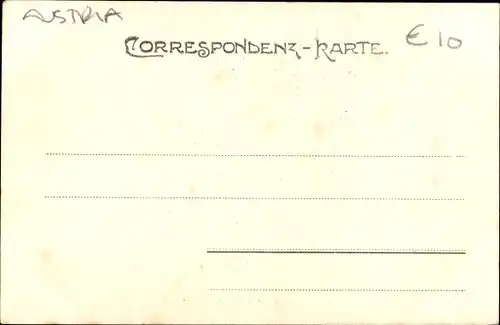 AUSTRIA
CORRESPONDENZ-KARTE.
€10